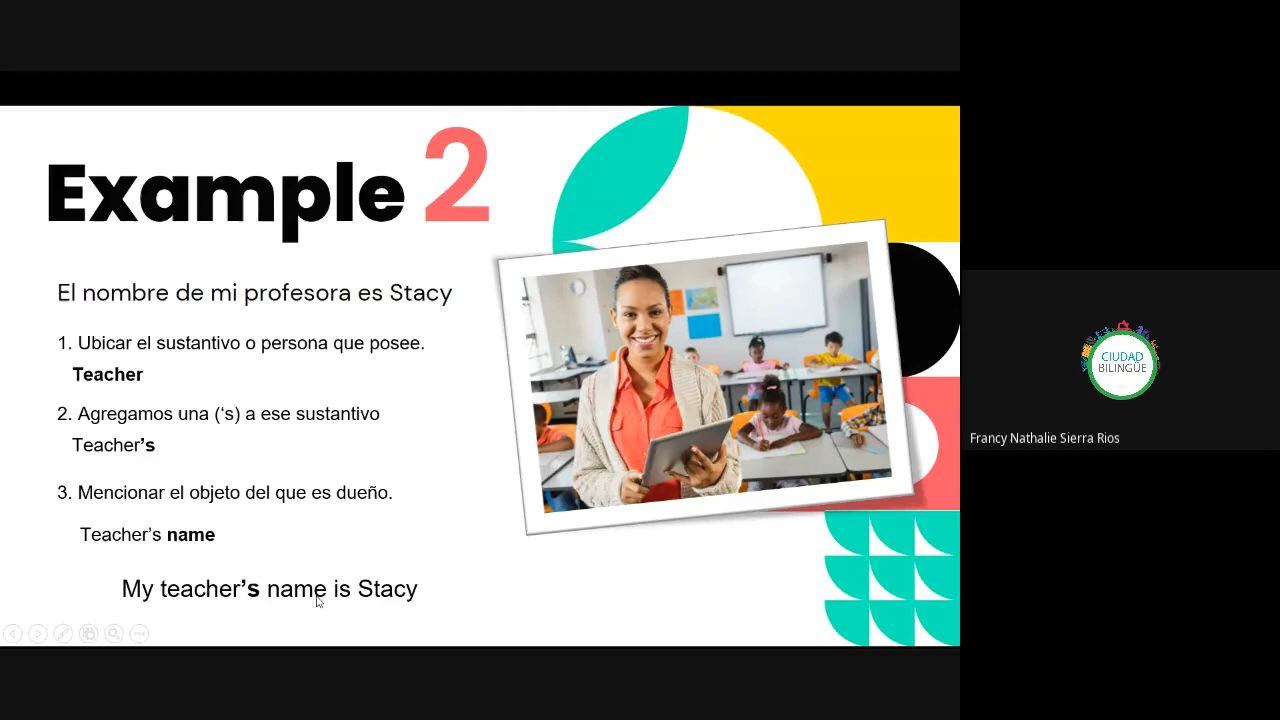 Example 2
El nombre de mi profesora es Stacy
1. Ubicar el sustantivo o persona que posee.
Teacher
2. Agregamos una (‘s) a ese sustantivo
Teacher’s
3. Mencionar el objeto del que es dueño.
Teacher’s name
My teacher’s name is Stacy
CIUDAD
BILINGÜE
Francy Nathalie Sierra Rios